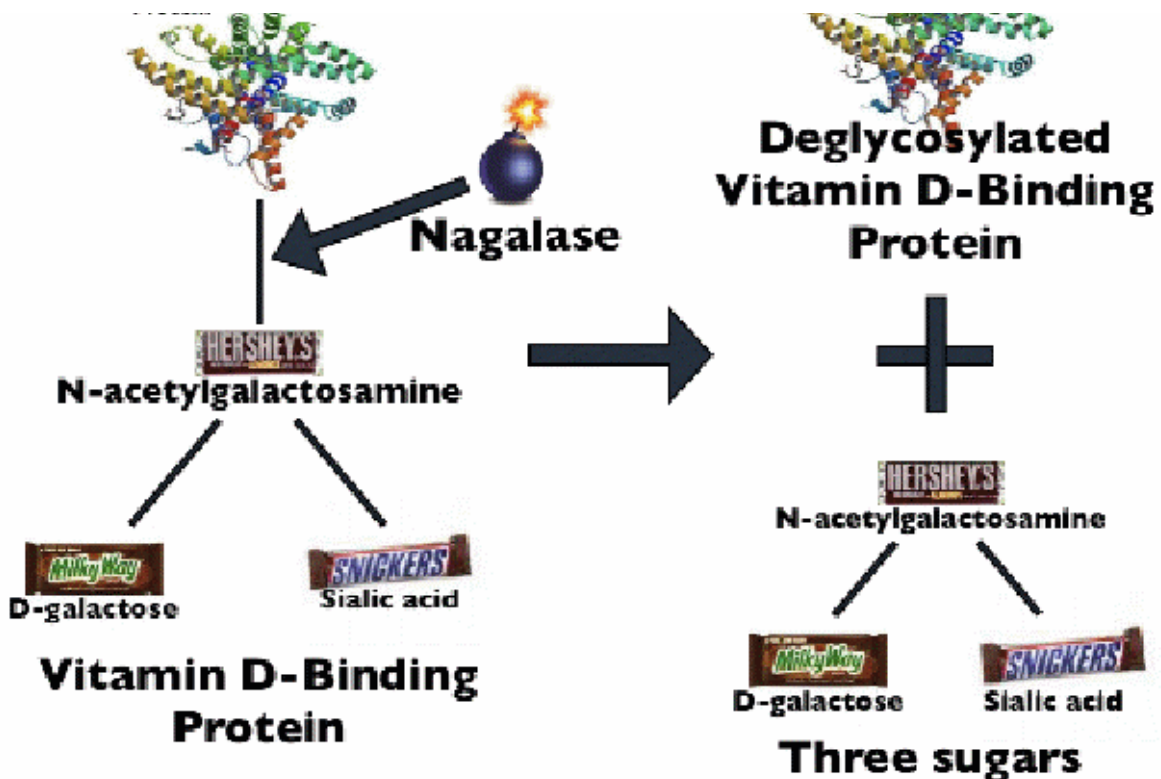 Nagalase
HERSHEY'S
N-acetylgalactosamine
Milky Way
D-galactose
SNICKERS
Sialic acid
Vitamin D-Binding
Protein
Deglycosylated
Vitamin D-Binding
Protein
HERSHEY'S
N-acetylgalactosamine
Milky Way
D-galactose
SNICKERS
Sialic acid
Three sugars